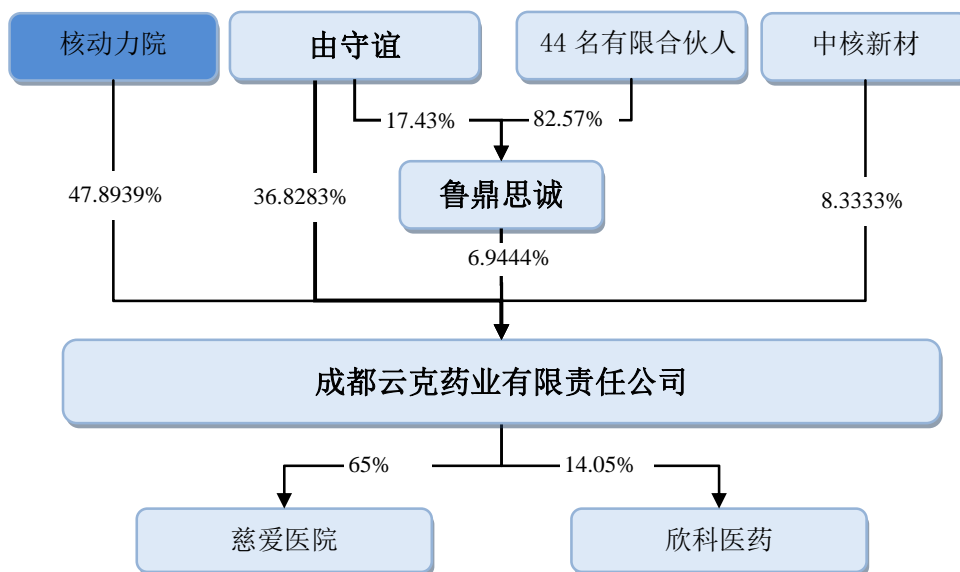 核动力院
由守谊
44 名有限合伙人
中核新材
17.43%
82.57%
47.8939%
36.8283%
鲁鼎思诚
8.3333%
6.9444%
成都云克药业有限责任公司
65%
14.05%
慈爱医院
欣科医药